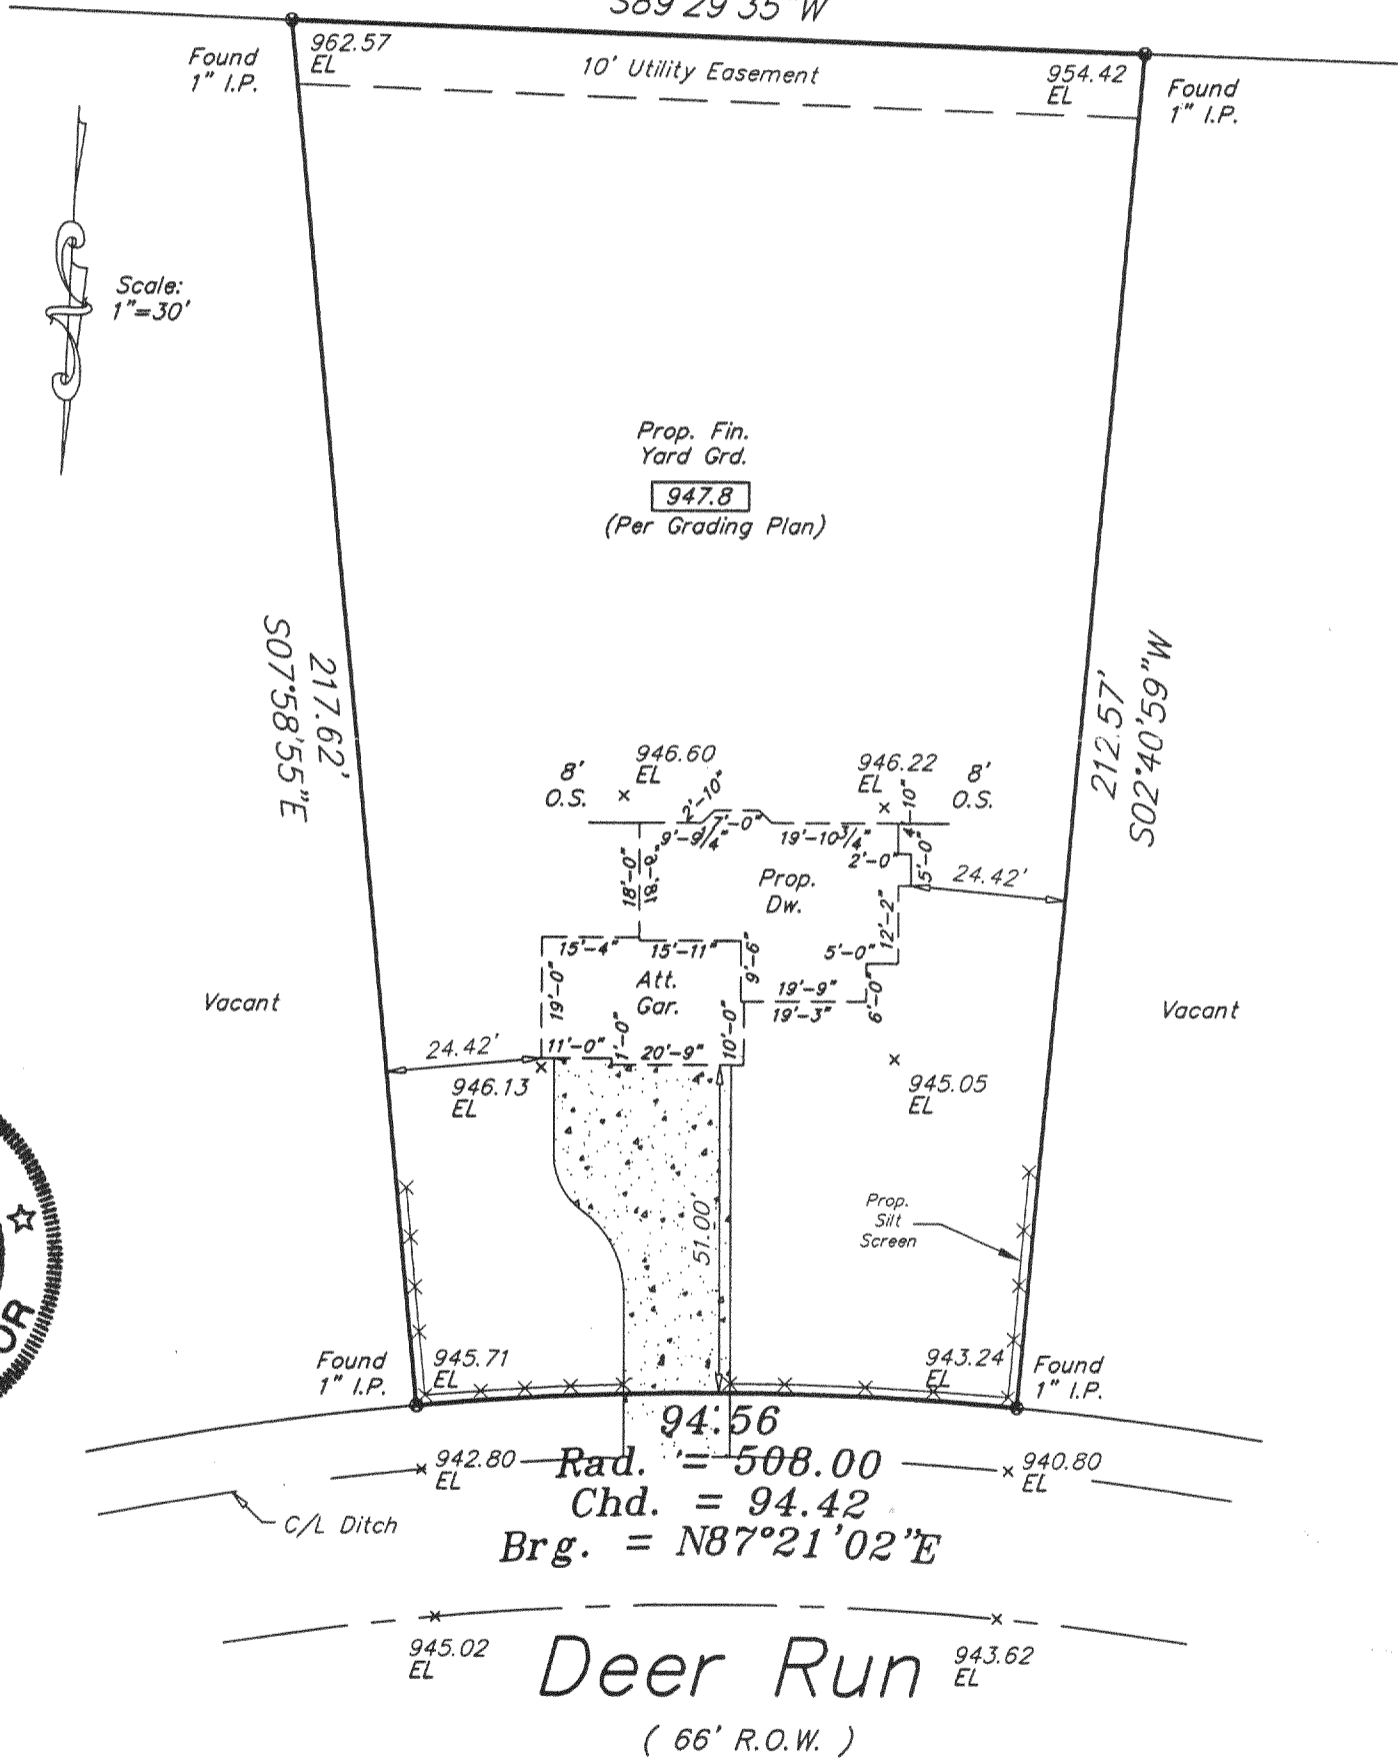 S89°29'35"W
962.57
EL
Found
1" I.P.
10' Utility Easement
954.42
EL
Found
1" I.P.
Scale:
1"=30'
Prop. Fin.
Yard Grd.
947.8
(Per Grading Plan)
217.62'
S07°58'55"E
212.57'
S02°40'59"W
8'
O.S.
946.60
EL
946.22
EL
8'
O.S.
2'-10"
7'-0"
9'-9 1/4"
19'-10 3/4"
4'-10"
2'-0"
5'-0"
18'-0"
18'-2"
Prop.
Dw.
24.42'
12'-2"
5'-0"
15'-4"
15'-11"
9'-6"
19'-0"
Att.
Gar.
19'-9"
19'-3"
6'-0"
Vacant
Vacant
11'-0"
1'-0"
20'-9"
10'-0"
24.42'
946.13
EL
945.05
EL
51.00'
Prop.
Silt
Screen
OR
Found
1" I.P.
945.71
EL
943.24
EL
Found
1" I.P.
94.56
942.80
EL
Rad. = 508.00
940.80
EL
Chd. = 94.42
C/L Ditch
Brg. = N87°21'02"E
945.02
EL
Deer Run
943.62
EL
( 66' R.O.W. )